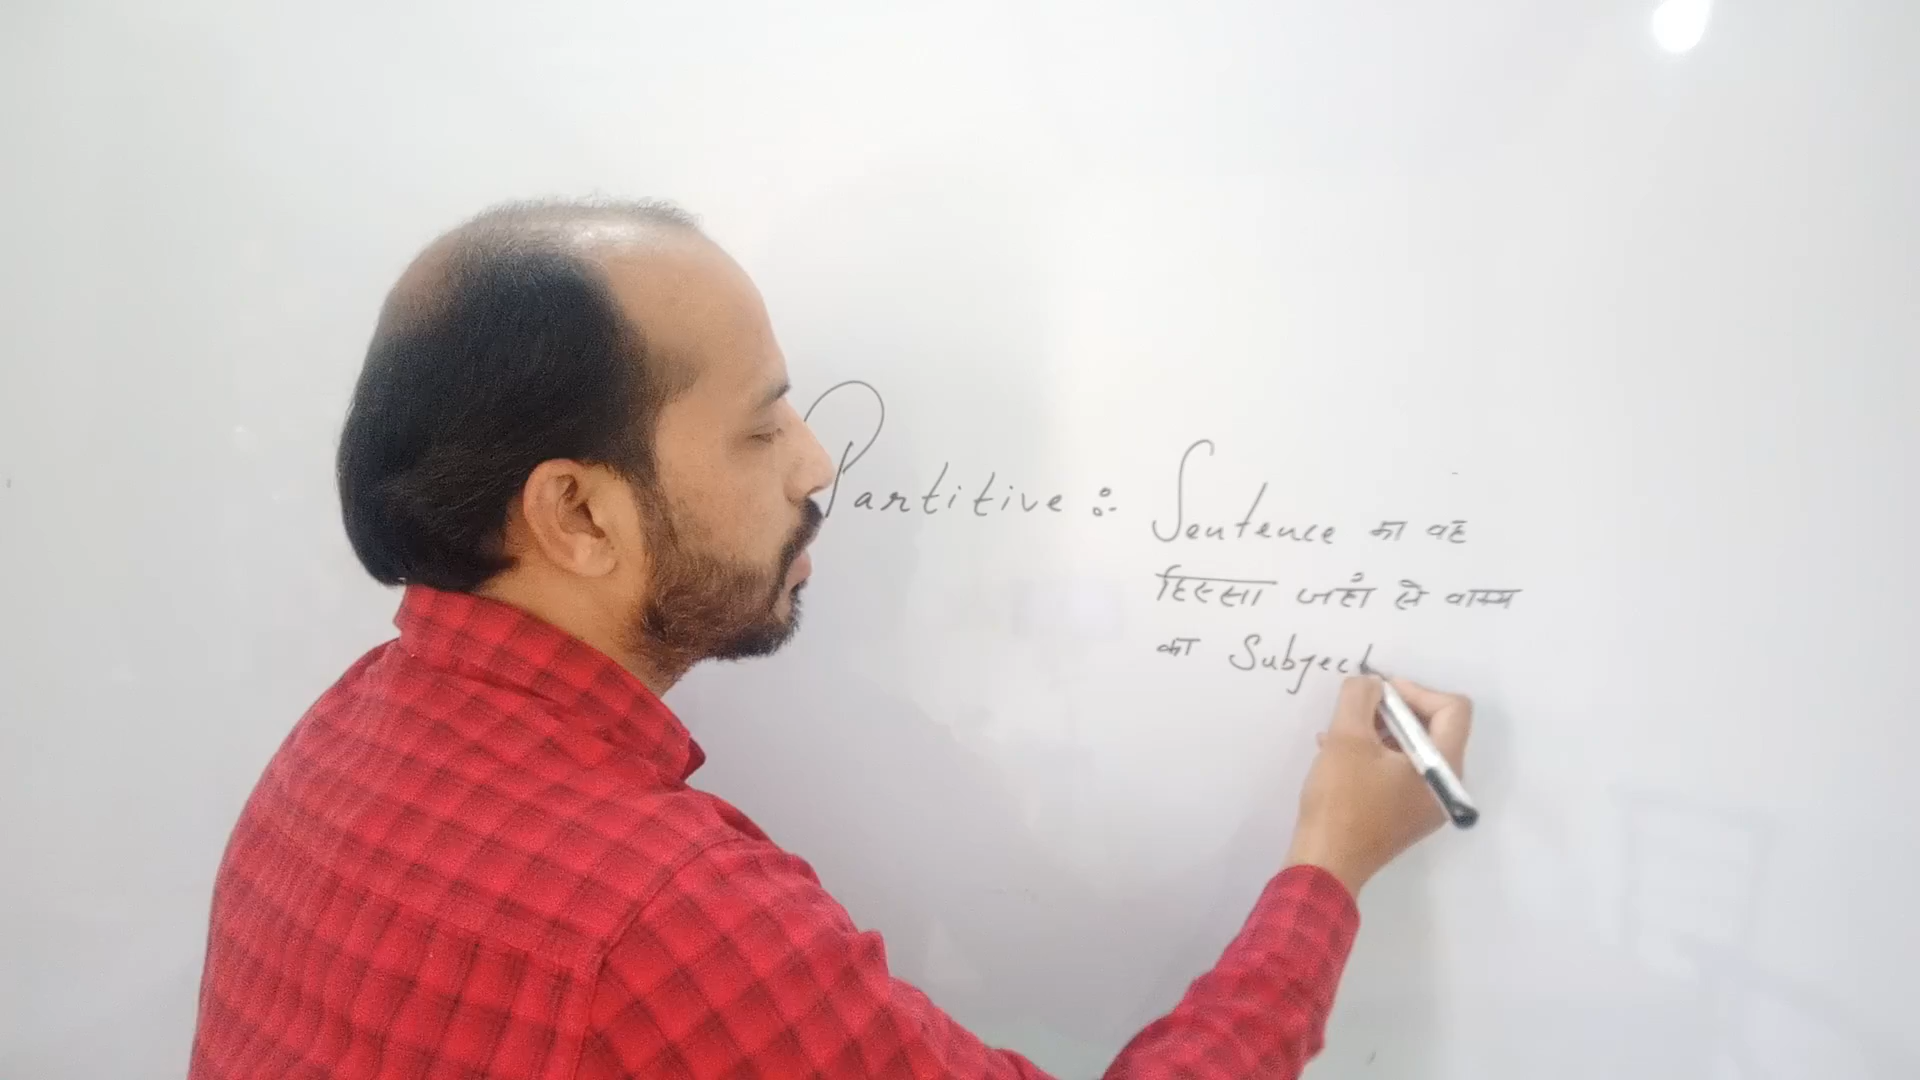 Partitive : Sentence का वह
हिस्सा जहाँ से वाक्य
का Subject